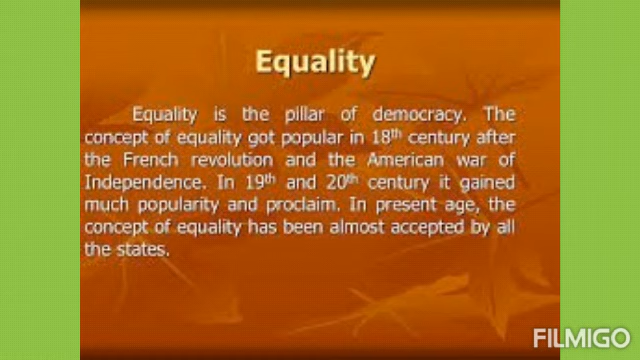 Equality
Equality is the pillar of democracy. The
concept of equality got popular in 18th century after
the French revolution and the American war of
Independence. In 19th and 20th century it gained
much popularity and proclaim. In present age, the
concept of equality has been almost accepted by all
the states.
FILMIGO